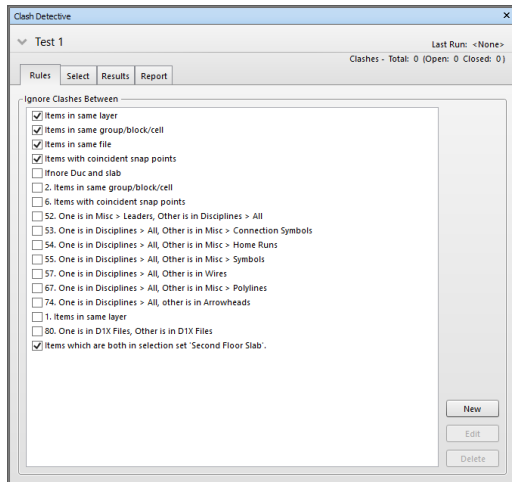 Clash Detective
Test 1
Last Run: <None>
Clashes - Total: 0 (Open: 0 Closed: 0)
Rules
Select
Results
Report
Ignore Clashes Between
Items in same layer
Items in same group/block/cell
Items in same file
Items with coincident snap points
Ifnore Duc and slab
2. Items in same group/block/cell
6. Items with coincident snap points
52. One is in Misc > Leaders, Other is in Disciplines > All
53. One is in Disciplines > All, Other is in Misc > Connection Symbols
54. One is in Disciplines > All, Other is in Misc > Home Runs
55. One is in Disciplines > All, Other is in Misc > Symbols
57. One is in Disciplines > All, Other is in Wires
67. One is in Disciplines > All, Other is in Misc > Polylines
74. One is in Disciplines > All, other is in Arrowheads
1. Items in same layer
80. One is in D1X Files, Other is in D1X Files
Items which are both in selection set 'Second Floor Slab'.
New
Edit
Delete